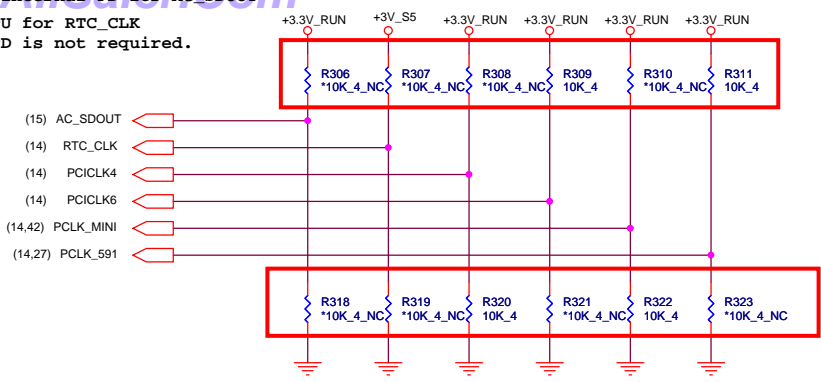 U for RTC_CLK
D is not required.
+3.3V_RUN +3V_S5 +3.3V_RUN +3.3V_RUN +3.3V_RUN +3.3V_RUN
R306 R307 R308 R309 R310 R311
*10K_4_NC *10K_4_NC *10K_4_NC 10K_4 *10K_4_NC 10K_4
(15) AC_SDOUT
(14) RTC_CLK
(14) PCICLK4
(14) PCICLK6
(14,42) PCLK_MINI
(14,27) PCLK_591
R318 R319 R320 R321 R322 R323
*10K_4_NC *10K_4_NC 10K_4 *10K_4_NC 10K_4 *10K_4_NC